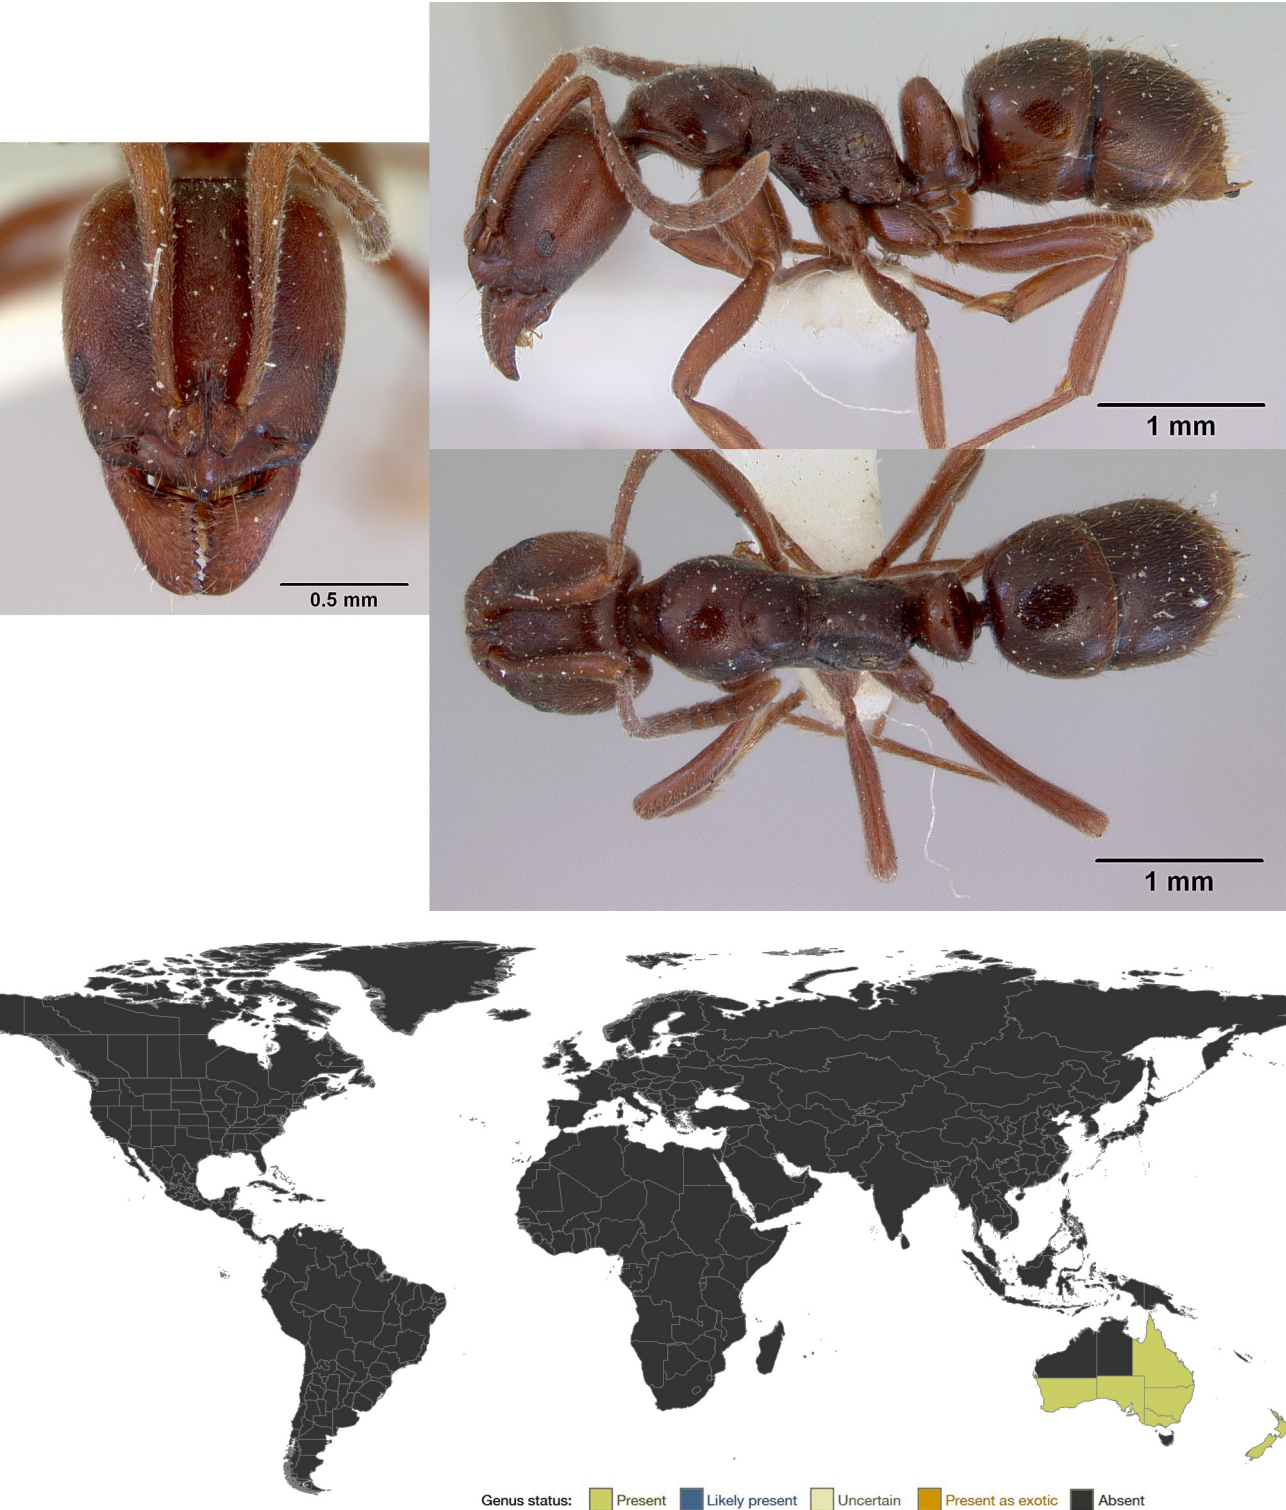 1 mm
0.5 mm
1 mm
Genus status: Present Likely present Uncertain Present as exotic Absent